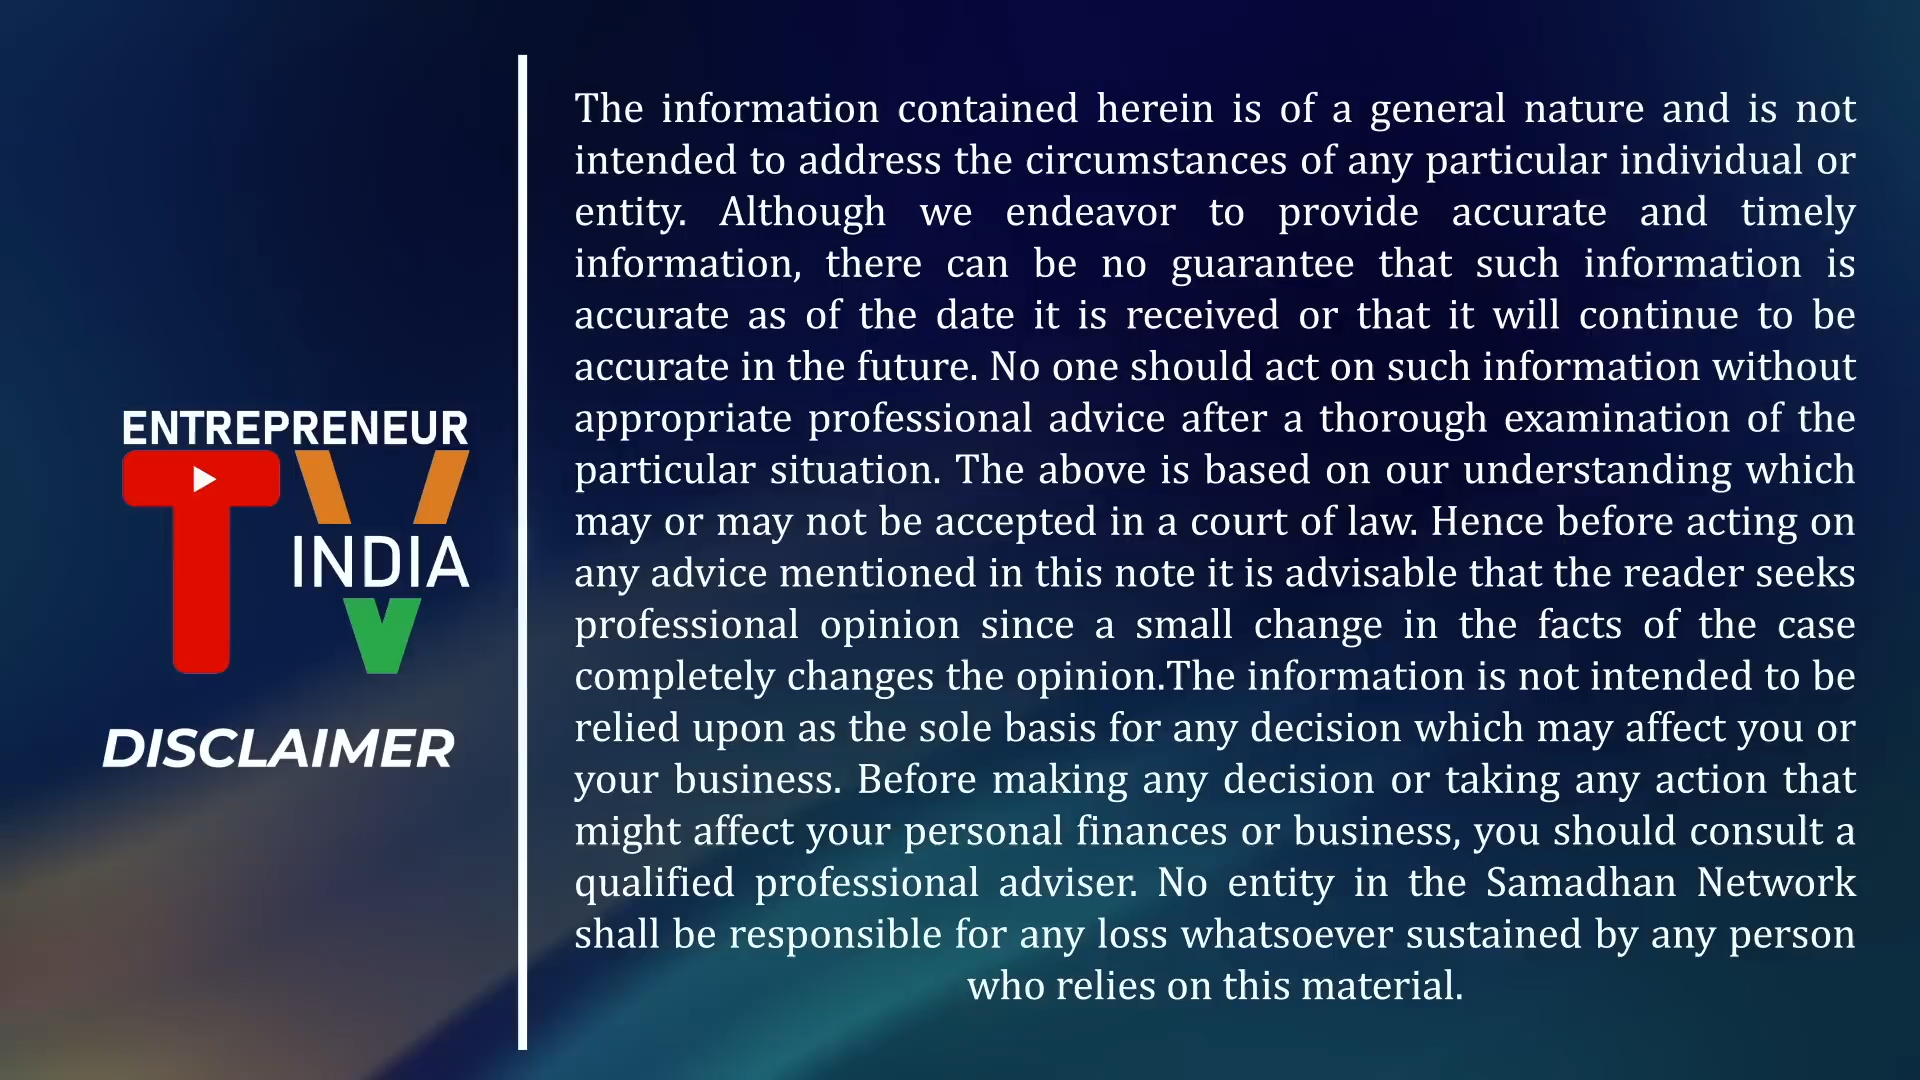 ENTREPRENEUR
TV
INDIA
DISCLAIMER
The information contained herein is of a general nature and is not
intended to address the circumstances of any particular individual or
entity. Although we endeavor to provide accurate and timely
information, there can be no guarantee that such information is
accurate as of the date it is received or that it will continue to be
accurate in the future. No one should act on such information without
appropriate professional advice after a thorough examination of the
particular situation. The above is based on our understanding which
may or may not be accepted in a court of law. Hence before acting on
any advice mentioned in this note it is advisable that the reader seeks
professional opinion since a small change in the facts of the case
completely changes the opinion.The information is not intended to be
relied upon as the sole basis for any decision which may affect you or
your business. Before making any decision or taking any action that
might affect your personal finances or business, you should consult a
qualified professional adviser. No entity in the Samadhan Network
shall be responsible for any loss whatsoever sustained by any person
who relies on this material.